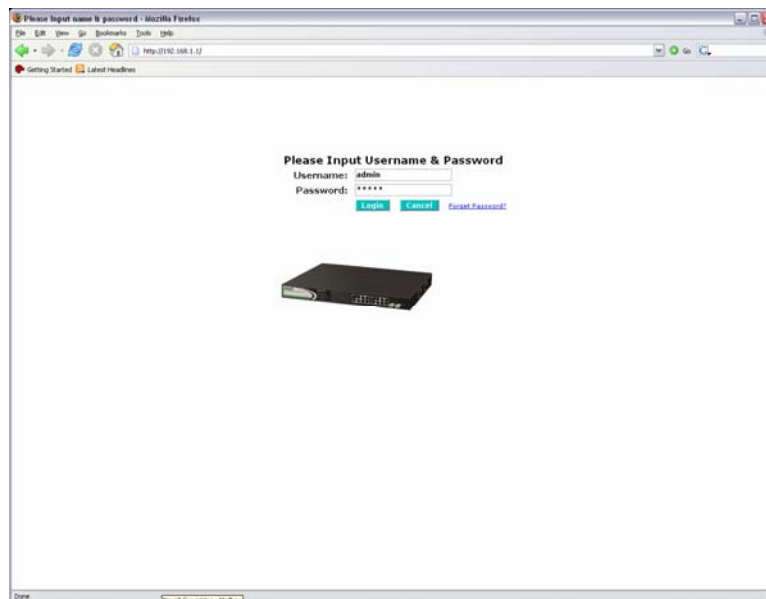 Please Input name & password - Mozilla Firefox
File Edit View Go Bookmarks Tools Help
http://192.168.1.1/
Go
Getting Started Latest Headlines
Please Input Username & Password
Username: admin
Password: *****
Login Cancel Forget Password?
Done